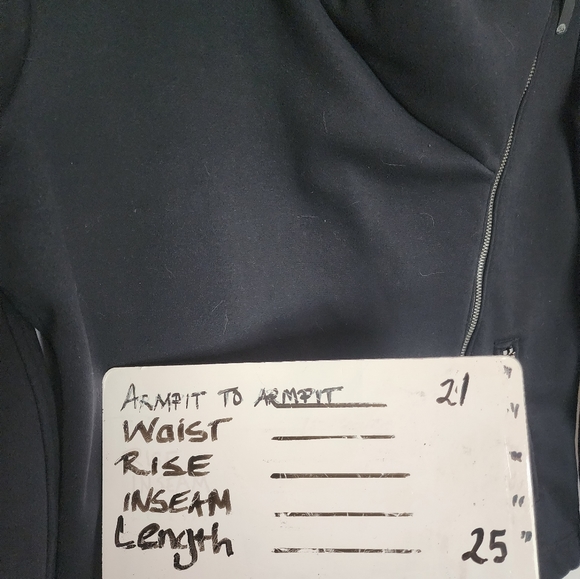 ARMPIT TO ARMPIT 21 "
Waist "
RISE "
INSEAM "
Length 25 "